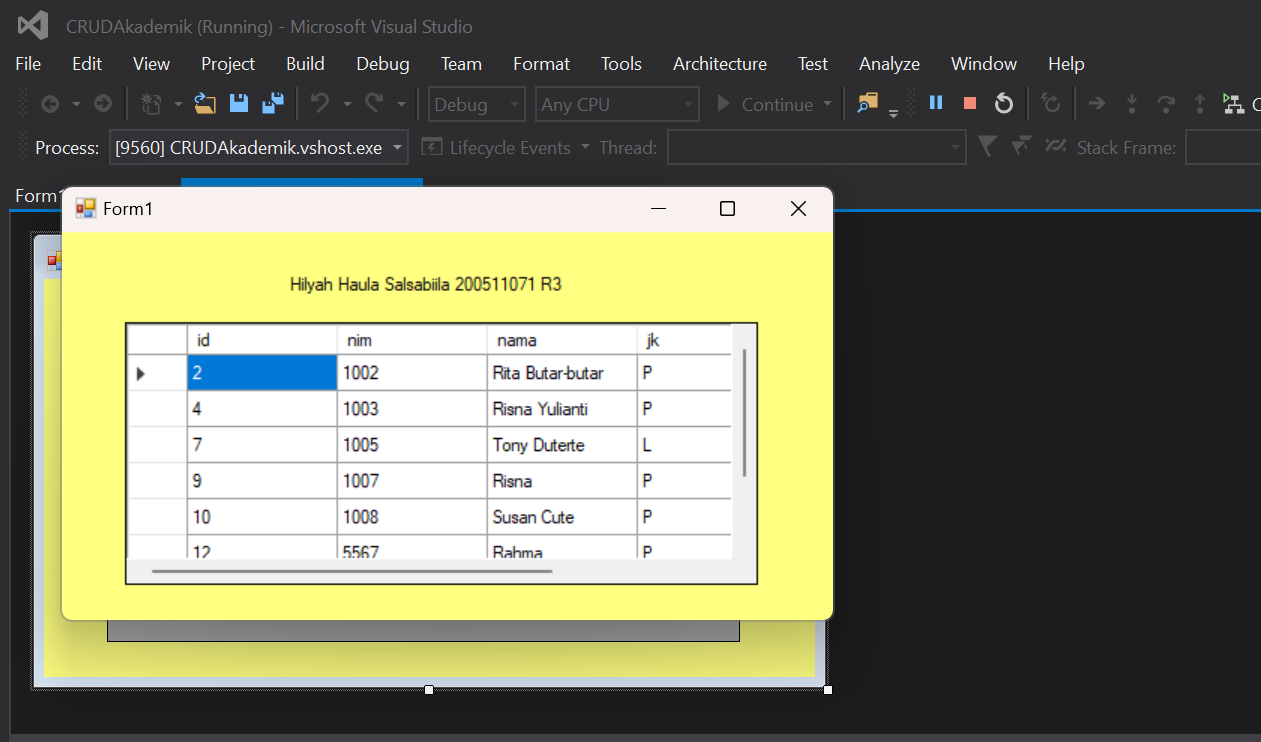 CRUDAkademik (Running) - Microsoft Visual Studio
File Edit View Project Build Debug Team Format Tools Architecture Test Analyze Window Help
Debug Any CPU Continue
Process: [9560] CRUDAkademik.vshost.exe Lifecycle Events Thread: Stack Frame:
Form1
Form1
Hilyah Haula Salsabiila 200511071 R3
id nim nama jk
2 1002 Rita Butar-butar P
4 1003 Risna Yulianti P
7 1005 Tony Duterte L
9 1007 Risna P
10 1008 Susan Cute P
12 5567 Rahma P